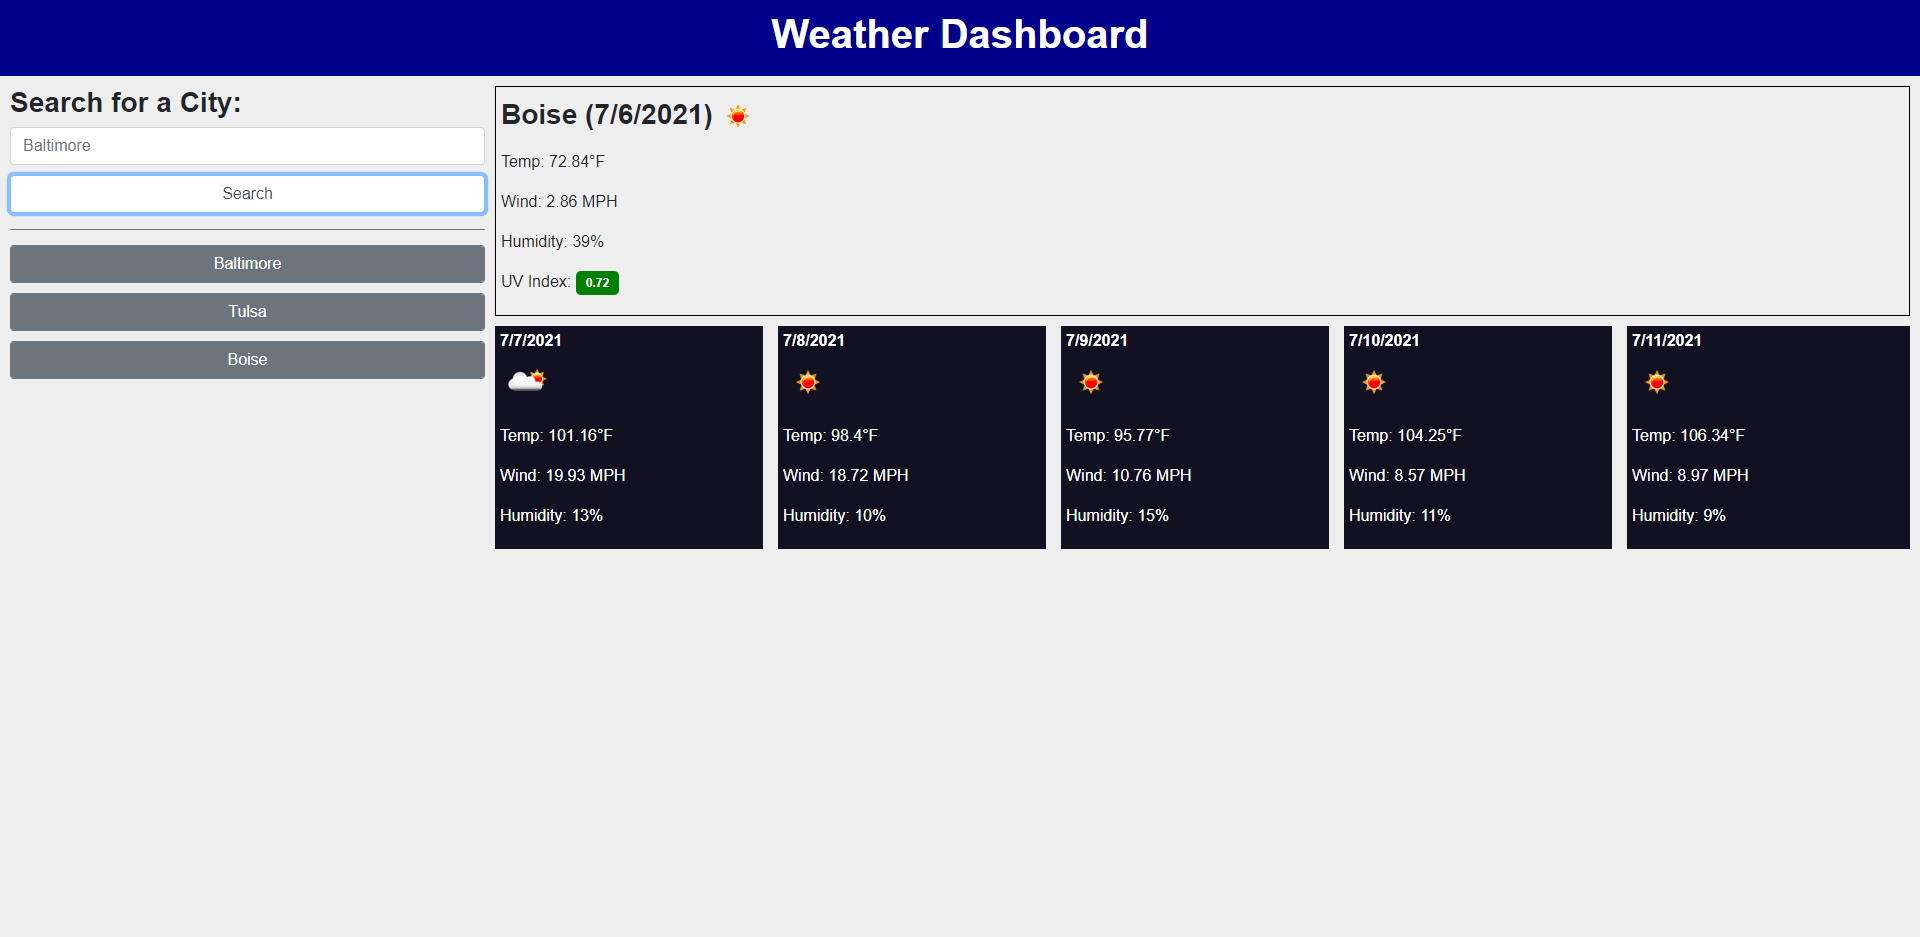 Weather Dashboard
Search for a City:
Baltimore
Search
Baltimore
Tulsa
Boise
Boise (7/6/2021)
Temp: 72.84°F
Wind: 2.86 MPH
Humidity: 39%
UV Index: 0.72
7/7/2021
Temp: 101.16°F
Wind: 19.93 MPH
Humidity: 13%
7/8/2021
Temp: 98.4°F
Wind: 18.72 MPH
Humidity: 10%
7/9/2021
Temp: 95.77°F
Wind: 10.76 MPH
Humidity: 15%
7/10/2021
Temp: 104.25°F
Wind: 8.57 MPH
Humidity: 11%
7/11/2021
Temp: 106.34°F
Wind: 8.97 MPH
Humidity: 9%